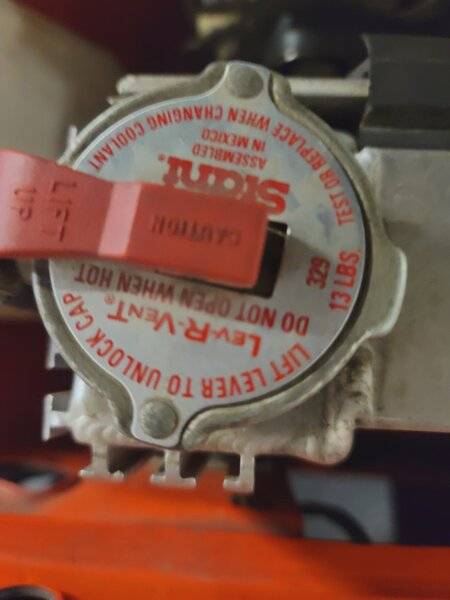 TEST OR REPLACE WHEN CHANGING COOLANT
ASSEMBLED
IN MEXICO
Stant®
LIFT
UP
CAUTION
329
13 LBS
DO NOT OPEN WHEN HOT
LEV-R-VENT®
LIFT LEVER TO UNLOCK CAP